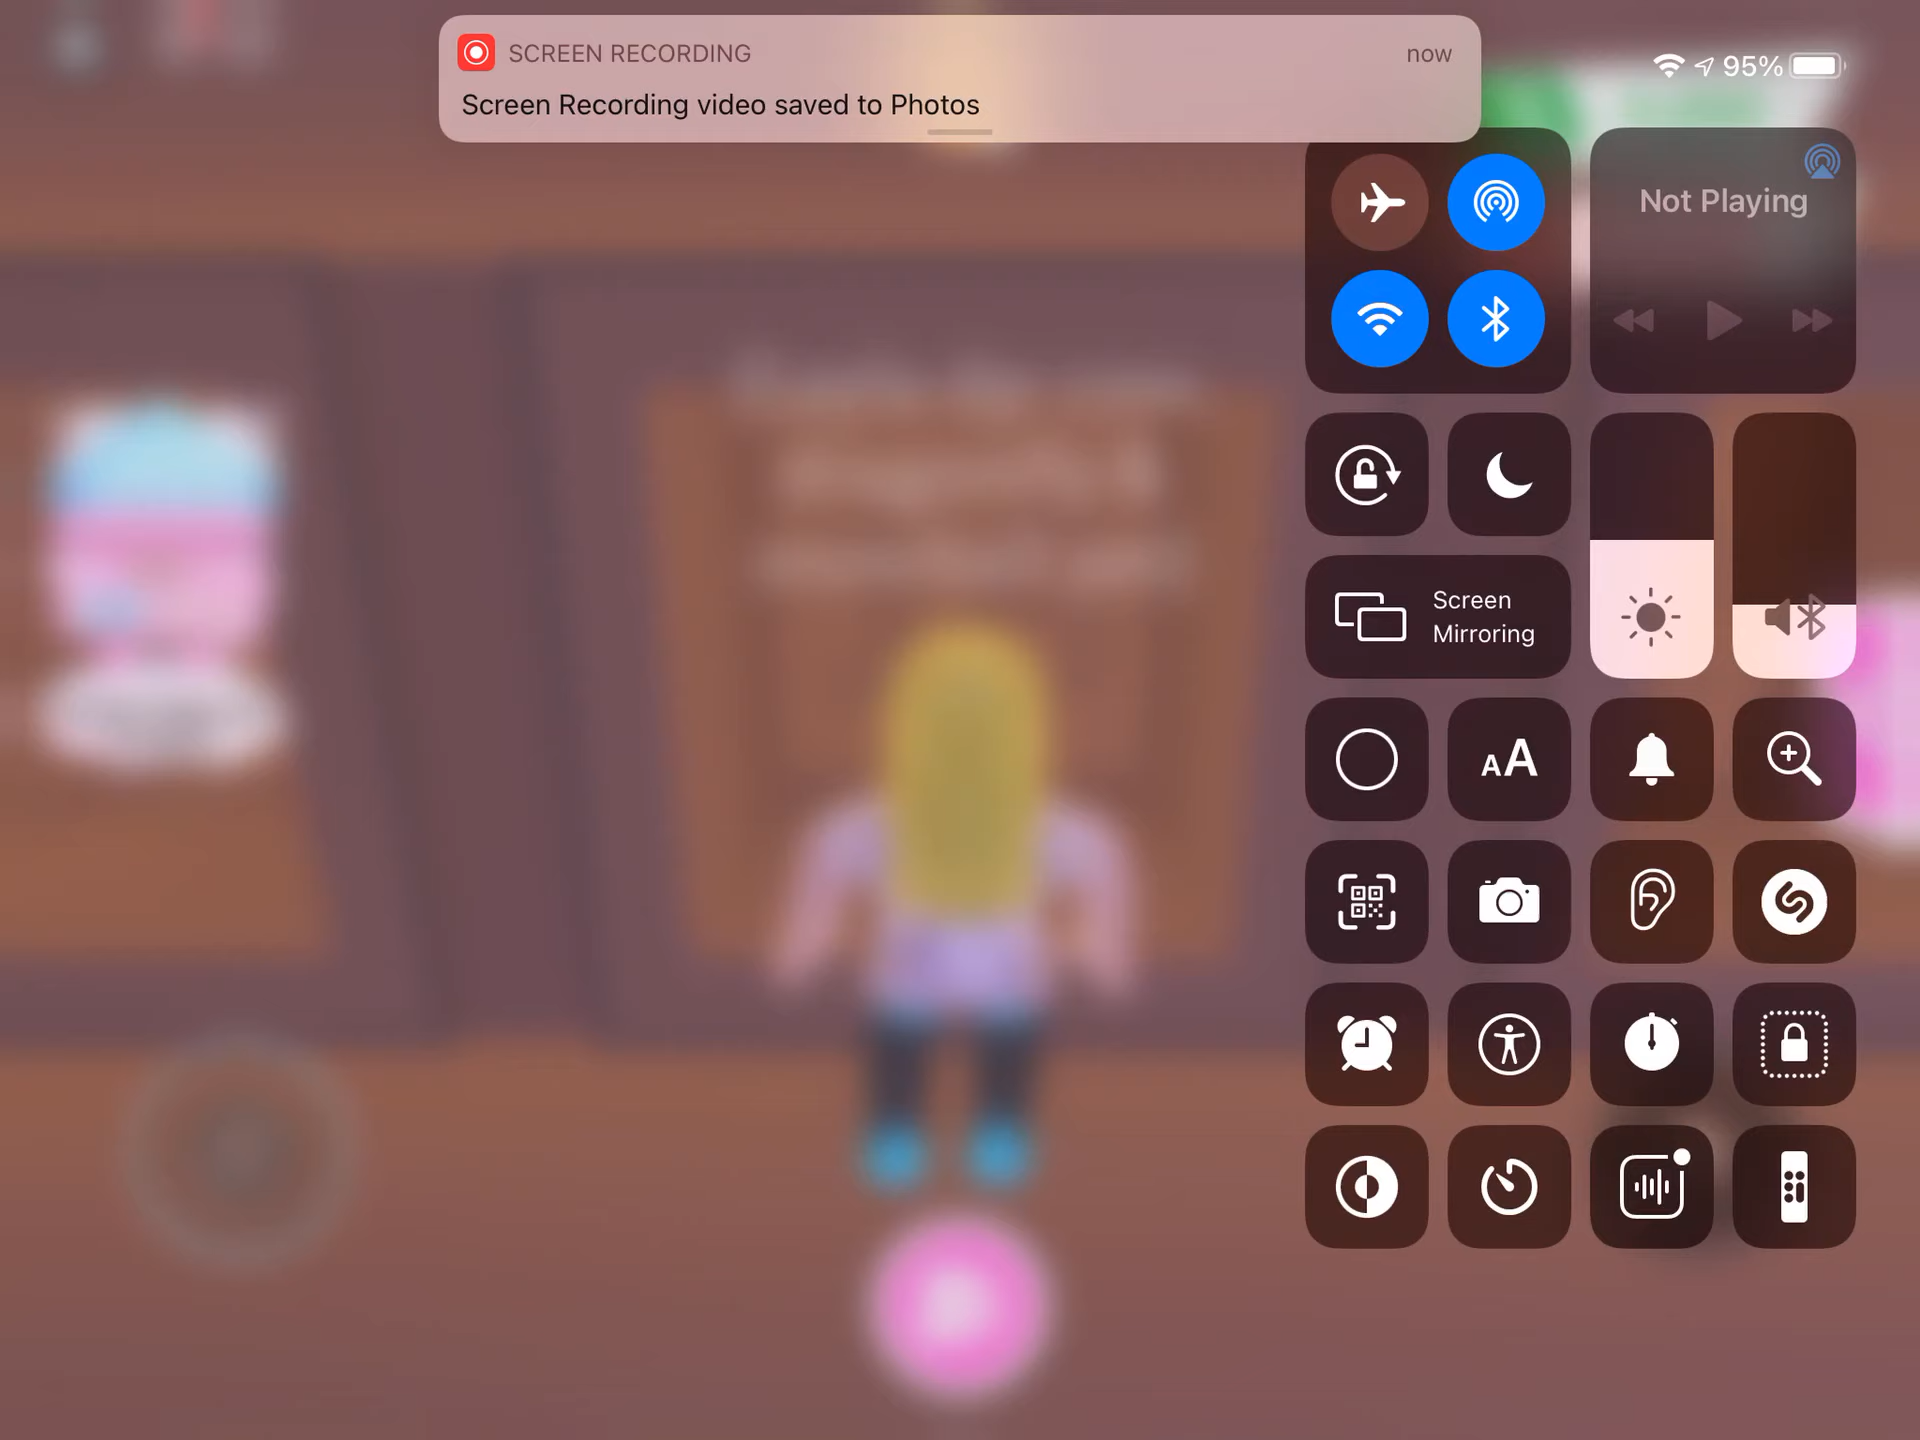 SCREEN RECORDING now
Screen Recording video saved to Photos
95%
Not Playing
Screen
Mirroring
AA